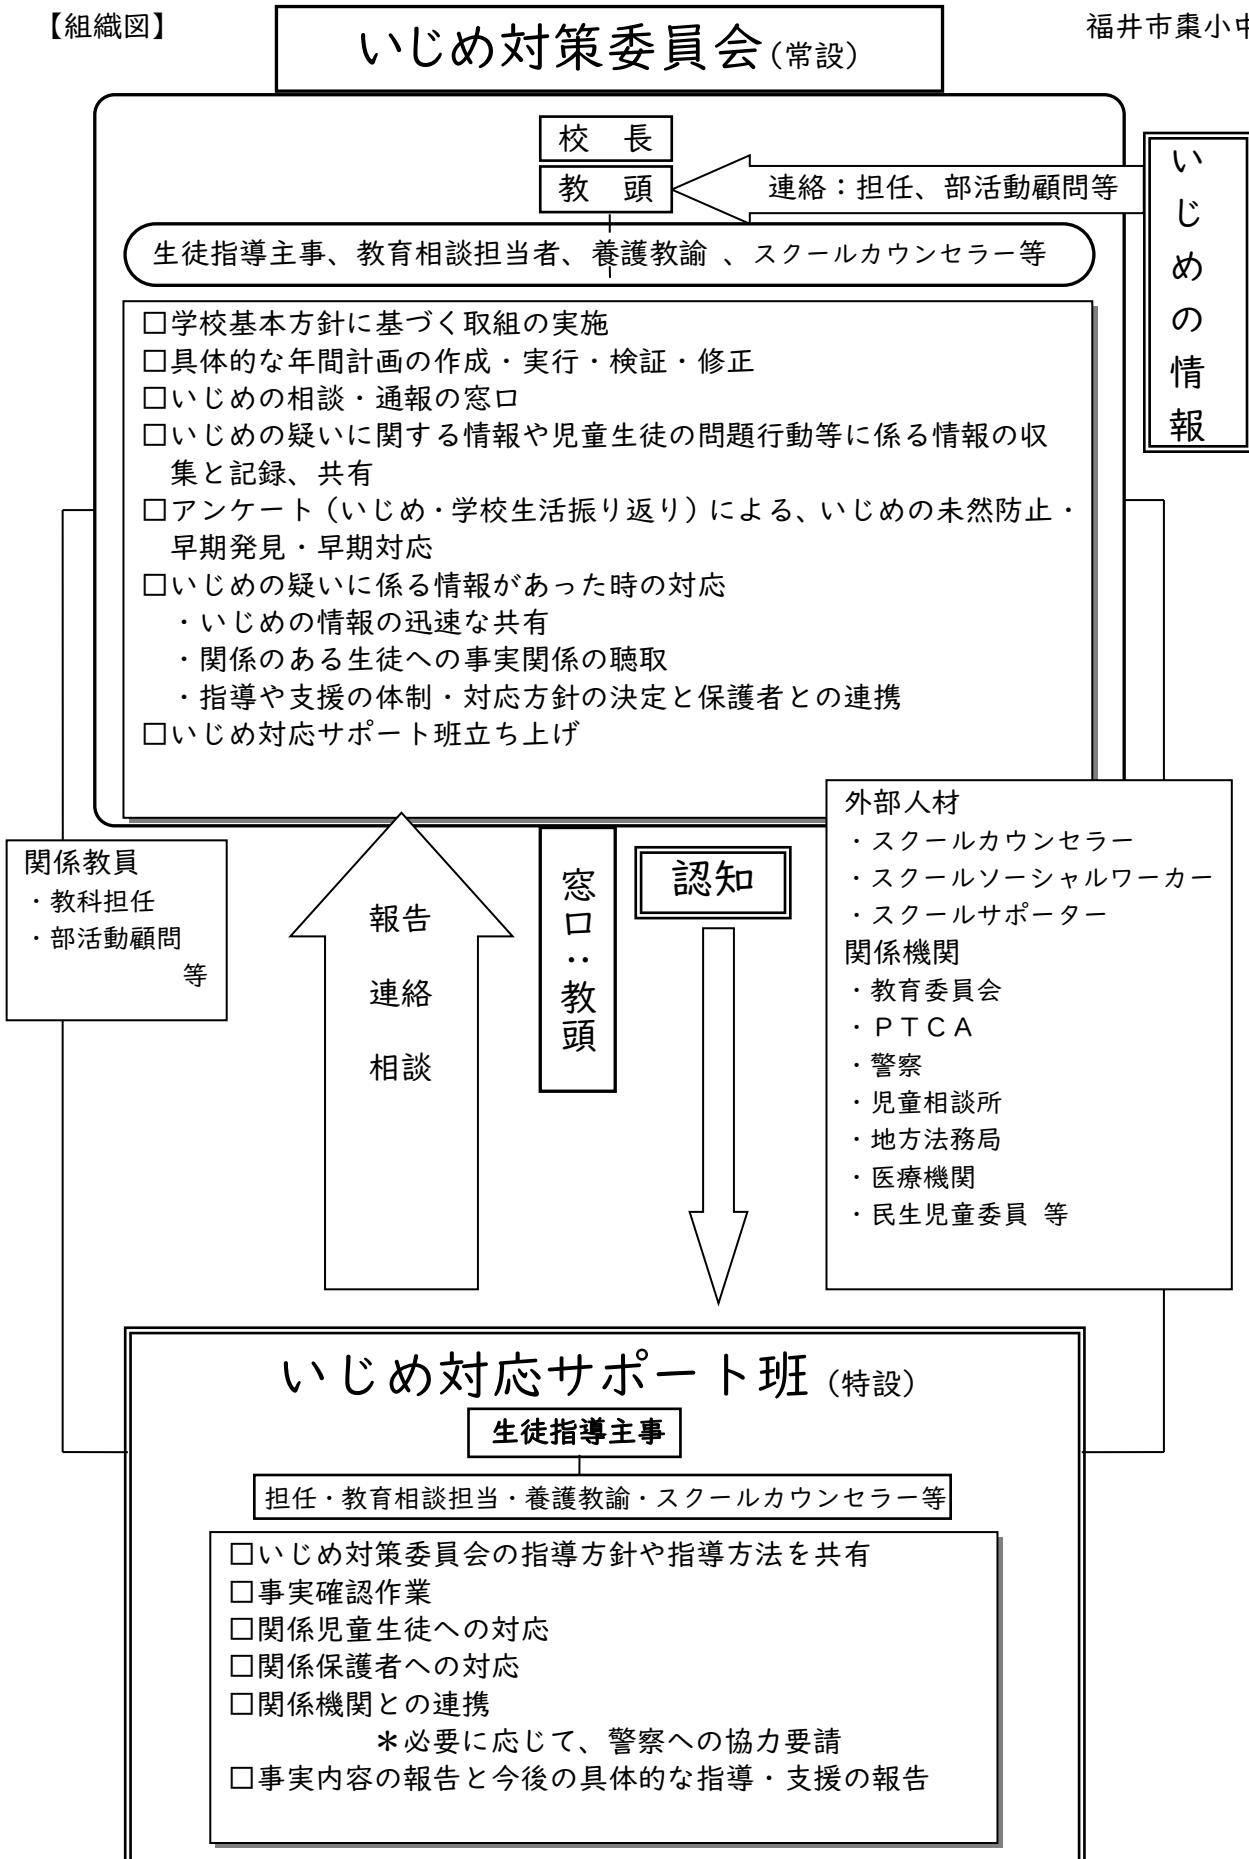 【組織図】
いじめ対策委員会（常設）
福井市棗小中
校　長
教　頭
連絡：担任、部活動顧問等
いじめの情報
生徒指導主事、教育相談担当者、養護教諭 、スクールカウンセラー等
□学校基本方針に基づく取組の実施
□具体的な年間計画の作成・実行・検証・修正
□いじめの相談・通報の窓口
□いじめの疑いに関する情報や児童生徒の問題行動等に係る情報の収
集と記録、共有
□アンケート（いじめ・学校生活振り返り）による、いじめの未然防止・
早期発見・早期対応
□いじめの疑いに係る情報があった時の対応
・いじめの情報の迅速な共有
・関係のある生徒への事実関係の聴取
・指導や支援の体制・対応方針の決定と保護者との連携
□いじめ対応サポート班立ち上げ
関係教員
・教科担任
・部活動顧問
等
報告
連絡
相談
窓口：教頭
認知
外部人材
・スクールカウンセラー
・スクールソーシャルワーカー
・スクールサポーター
関係機関
・教育委員会
・ＰＴＣＡ
・警察
・児童相談所
・地方法務局
・医療機関
・民生児童委員 等
いじめ対応サポート班（特設）
生徒指導主事
担任・教育相談担当・養護教諭・スクールカウンセラー等
□いじめ対策委員会の指導方針や指導方法を共有
□事実確認作業
□関係児童生徒への対応
□関係保護者への対応
□関係機関との連携
＊必要に応じて、警察への協力要請
□事実内容の報告と今後の具体的な指導・支援の報告